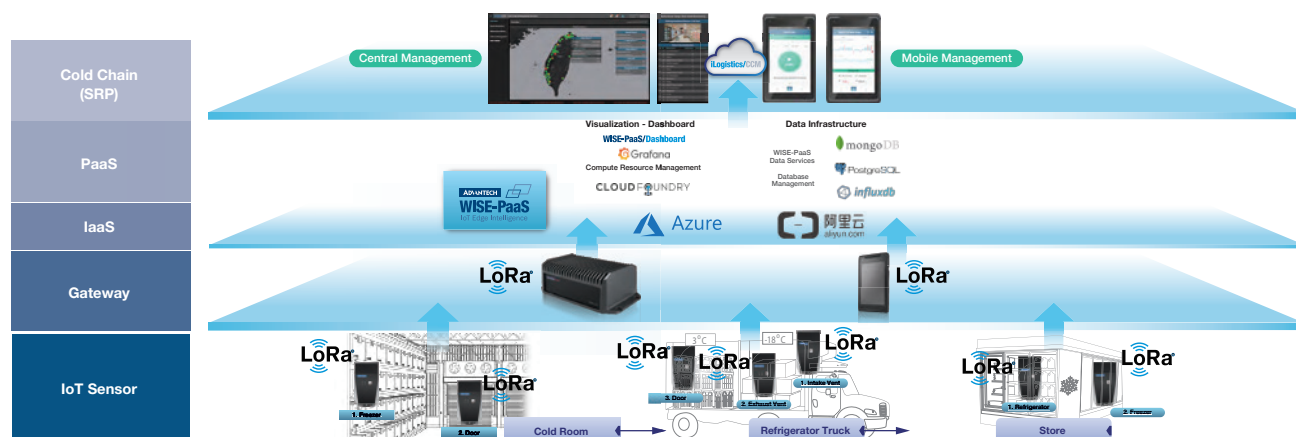 Central Management
iLogistics/CCM
Mobile Management
Cold Chain
(SRP)
Visualization - Dashboard
WISE-PaaS/Dashboard
Grafana
Compute Resource Management
CLOUD FOUNDRY
Data Infrastructure
WISE-PaaS
Data Services
Database
Management
mongoDB
PostgreSQL
influxdb
PaaS
ADVANTECH
WISE-PaaS
IoT Edge Intelligence
IaaS
Azure
阿里云
aliyun.com
Gateway
LoRa
LoRa
IoT Sensor
LoRa
1. Freezer
LoRa
2. Door
Cold Room
3°C
-18°C
LoRa
LoRa
LoRa
3. Door
2. Exhaust Vent
1. Intake Vent
Refrigerator Truck
LoRa
LoRa
1. Refrigerator
2. Freezer
Store